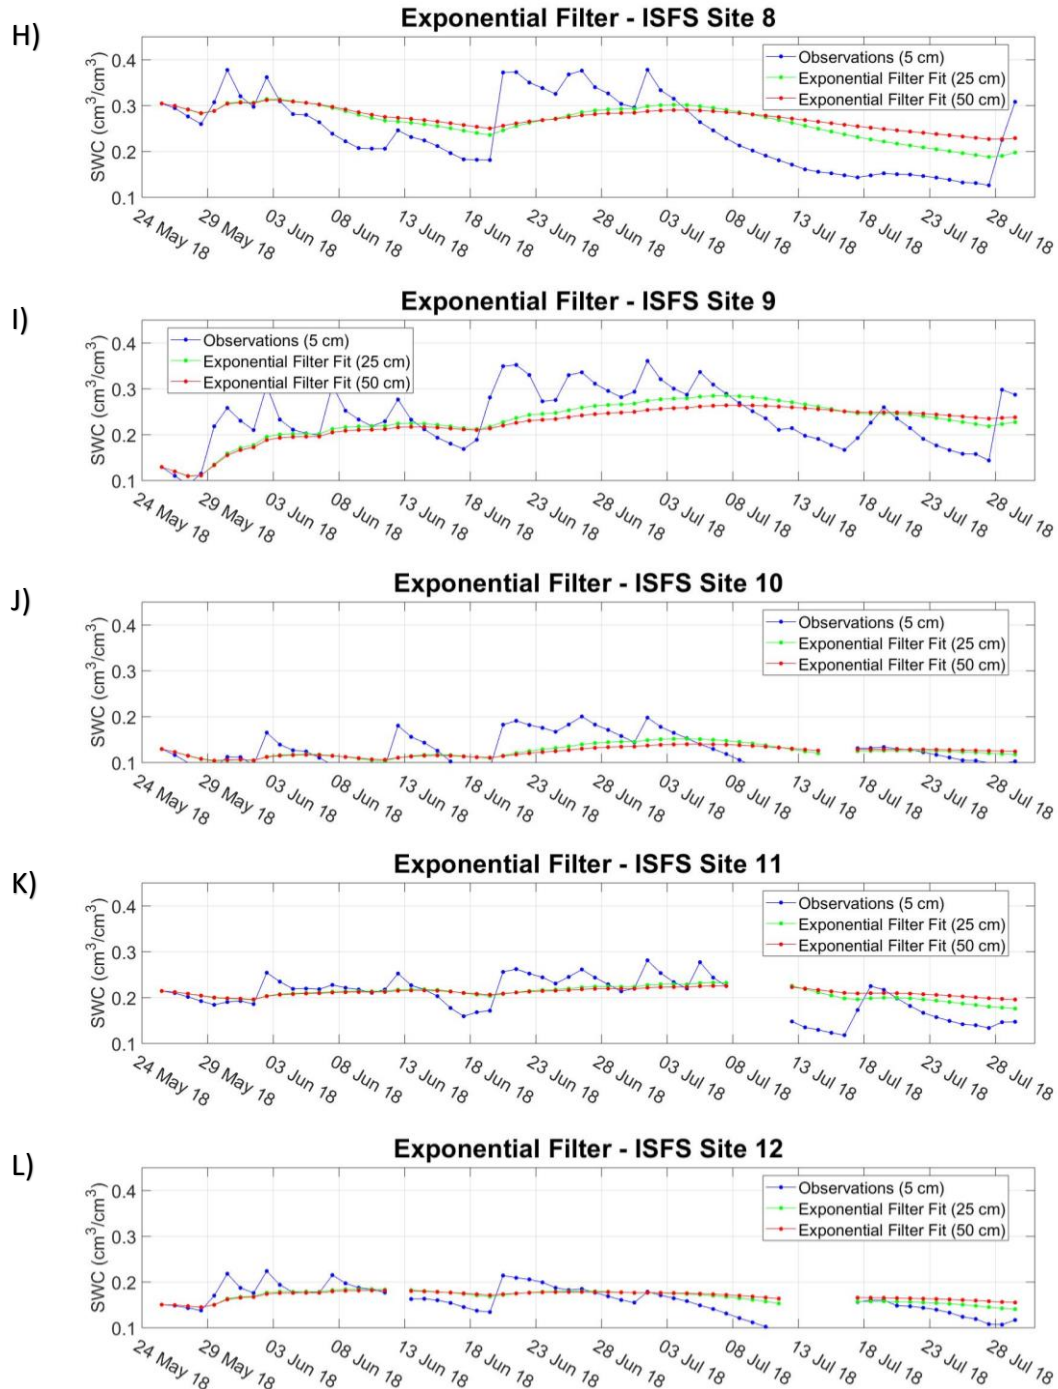 H)
Exponential Filter - ISFS Site 8
SWC (cm³/cm³)
0.4
0.3
0.2
0.1
Observations (5 cm)
Exponential Filter Fit (25 cm)
Exponential Filter Fit (50 cm)
24 May 18
29 May 18
03 Jun 18
08 Jun 18
13 Jun 18
18 Jun 18
23 Jun 18
28 Jun 18
03 Jul 18
08 Jul 18
13 Jul 18
18 Jul 18
23 Jul 18
28 Jul 18
I)
Exponential Filter - ISFS Site 9
SWC (cm³/cm³)
0.4
0.3
0.2
0.1
Observations (5 cm)
Exponential Filter Fit (25 cm)
Exponential Filter Fit (50 cm)
24 May 18
29 May 18
03 Jun 18
08 Jun 18
13 Jun 18
18 Jun 18
23 Jun 18
28 Jun 18
03 Jul 18
08 Jul 18
13 Jul 18
18 Jul 18
23 Jul 18
28 Jul 18
J)
Exponential Filter - ISFS Site 10
SWC (cm³/cm³)
0.4
0.3
0.2
0.1
Observations (5 cm)
Exponential Filter Fit (25 cm)
Exponential Filter Fit (50 cm)
24 May 18
29 May 18
03 Jun 18
08 Jun 18
13 Jun 18
18 Jun 18
23 Jun 18
28 Jun 18
03 Jul 18
08 Jul 18
13 Jul 18
18 Jul 18
23 Jul 18
28 Jul 18
K)
Exponential Filter - ISFS Site 11
SWC (cm³/cm³)
0.4
0.3
0.2
0.1
Observations (5 cm)
Exponential Filter Fit (25 cm)
Exponential Filter Fit (50 cm)
24 May 18
29 May 18
03 Jun 18
08 Jun 18
13 Jun 18
18 Jun 18
23 Jun 18
28 Jun 18
03 Jul 18
08 Jul 18
13 Jul 18
18 Jul 18
23 Jul 18
28 Jul 18
L)
Exponential Filter - ISFS Site 12
SWC (cm³/cm³)
0.4
0.3
0.2
0.1
Observations (5 cm)
Exponential Filter Fit (25 cm)
Exponential Filter Fit (50 cm)
24 May 18
29 May 18
03 Jun 18
08 Jun 18
13 Jun 18
18 Jun 18
23 Jun 18
28 Jun 18
03 Jul 18
08 Jul 18
13 Jul 18
18 Jul 18
23 Jul 18
28 Jul 18